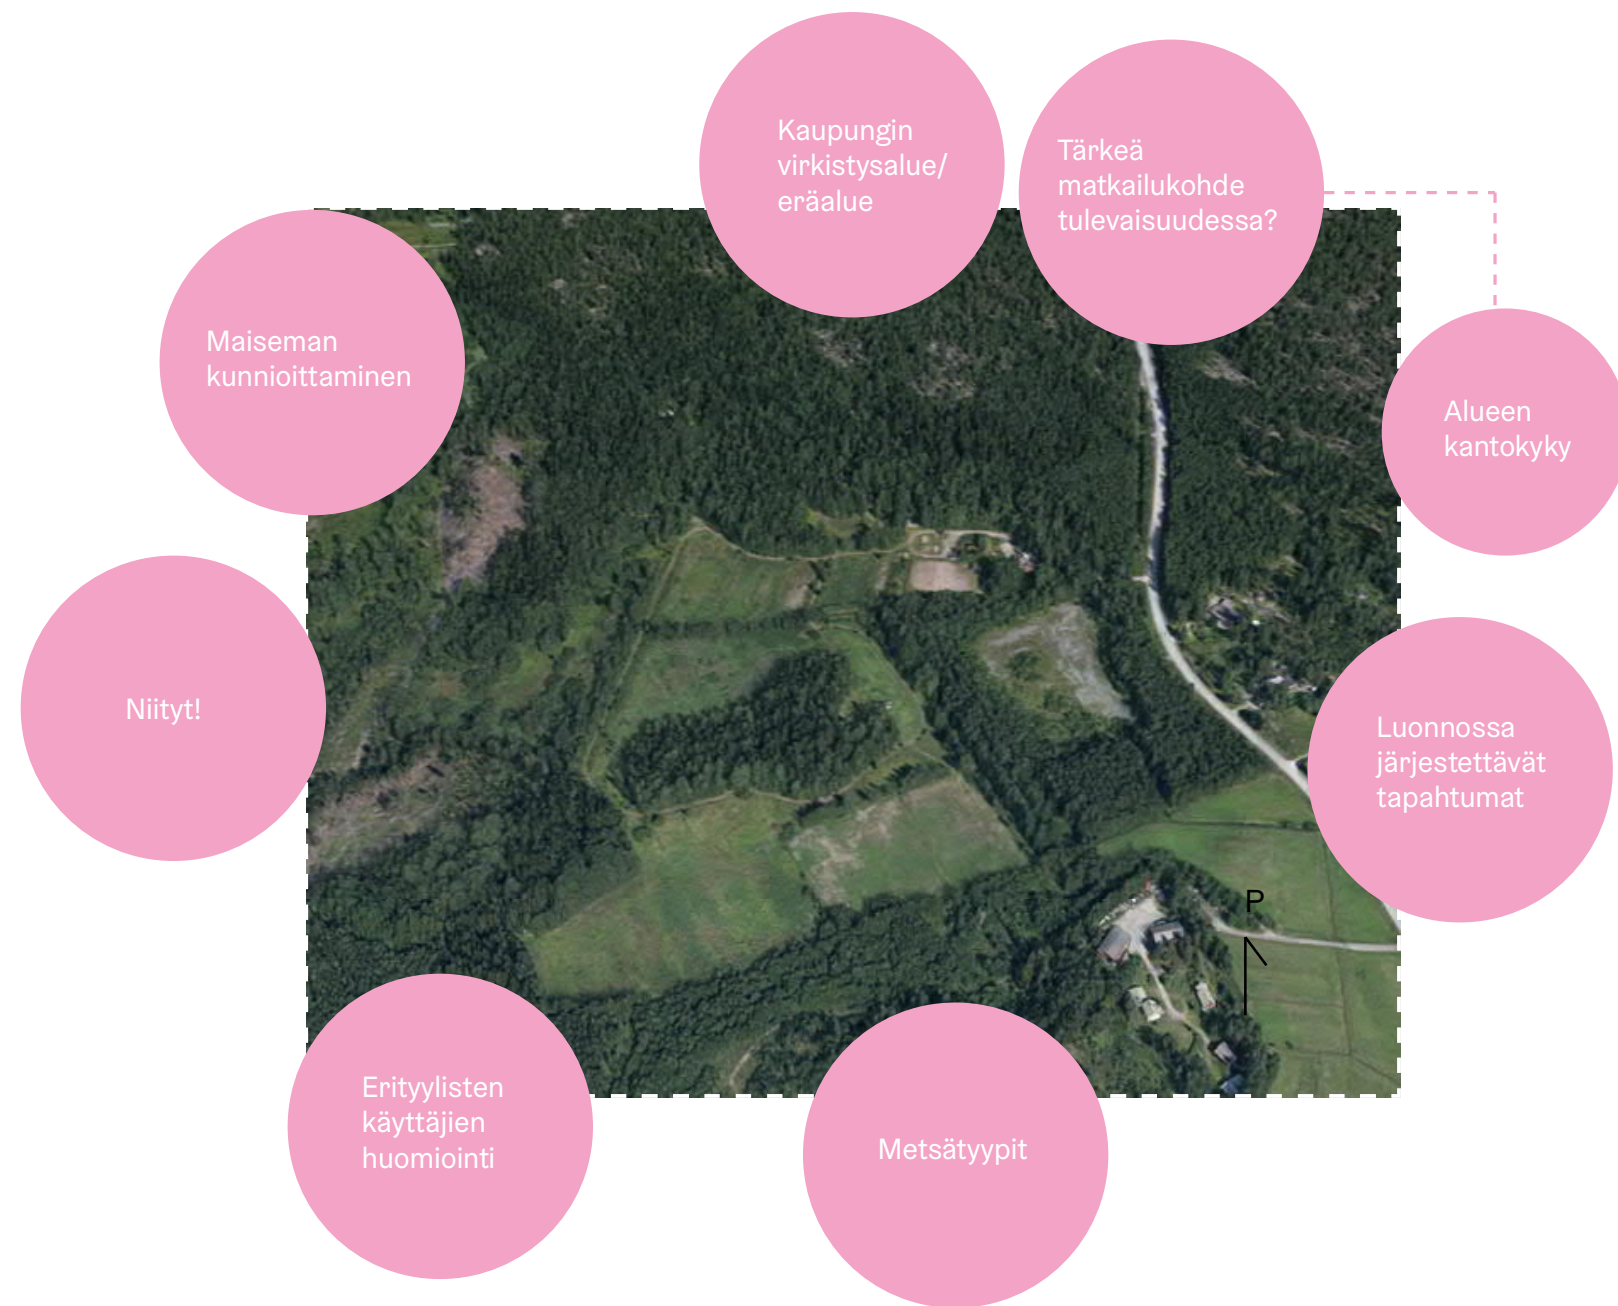 Kaupungin
virkistysalue/
eräalue
Tärkeä
matkailukohde
tulevaisuudessa?
Maiseman
kunnioittaminen
Alueen
kantokyky
Niityt!
Luonnossa
järjestettävät
tapahtumat
P
Erityylisten
käyttäjien
huomiointi
Metsätyypit